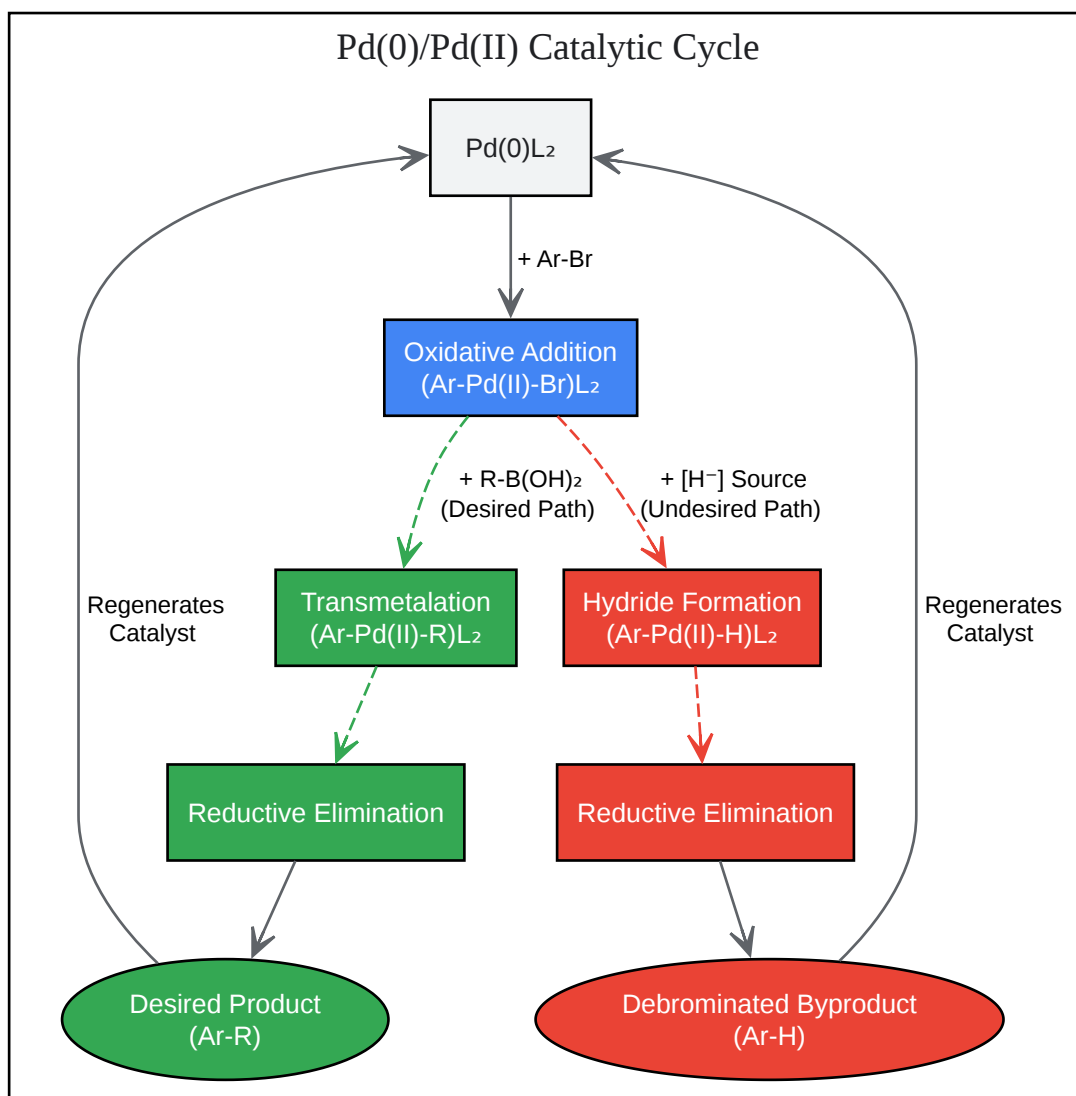 Pd(0)/Pd(II) Catalytic Cycle
Pd(0)L₂
+ Ar-Br
Oxidative Addition
(Ar-Pd(II)-Br)L₂
+ R-B(OH)₂
(Desired Path)
+ [H⁻] Source
(Undesired Path)
Transmetalation
(Ar-Pd(II)-R)L₂
Hydride Formation
(Ar-Pd(II)-H)L₂
Regenerates
Catalyst
Regenerates
Catalyst
Reductive Elimination
Reductive Elimination
Desired Product
(Ar-R)
Debrominated Byproduct
(Ar-H)